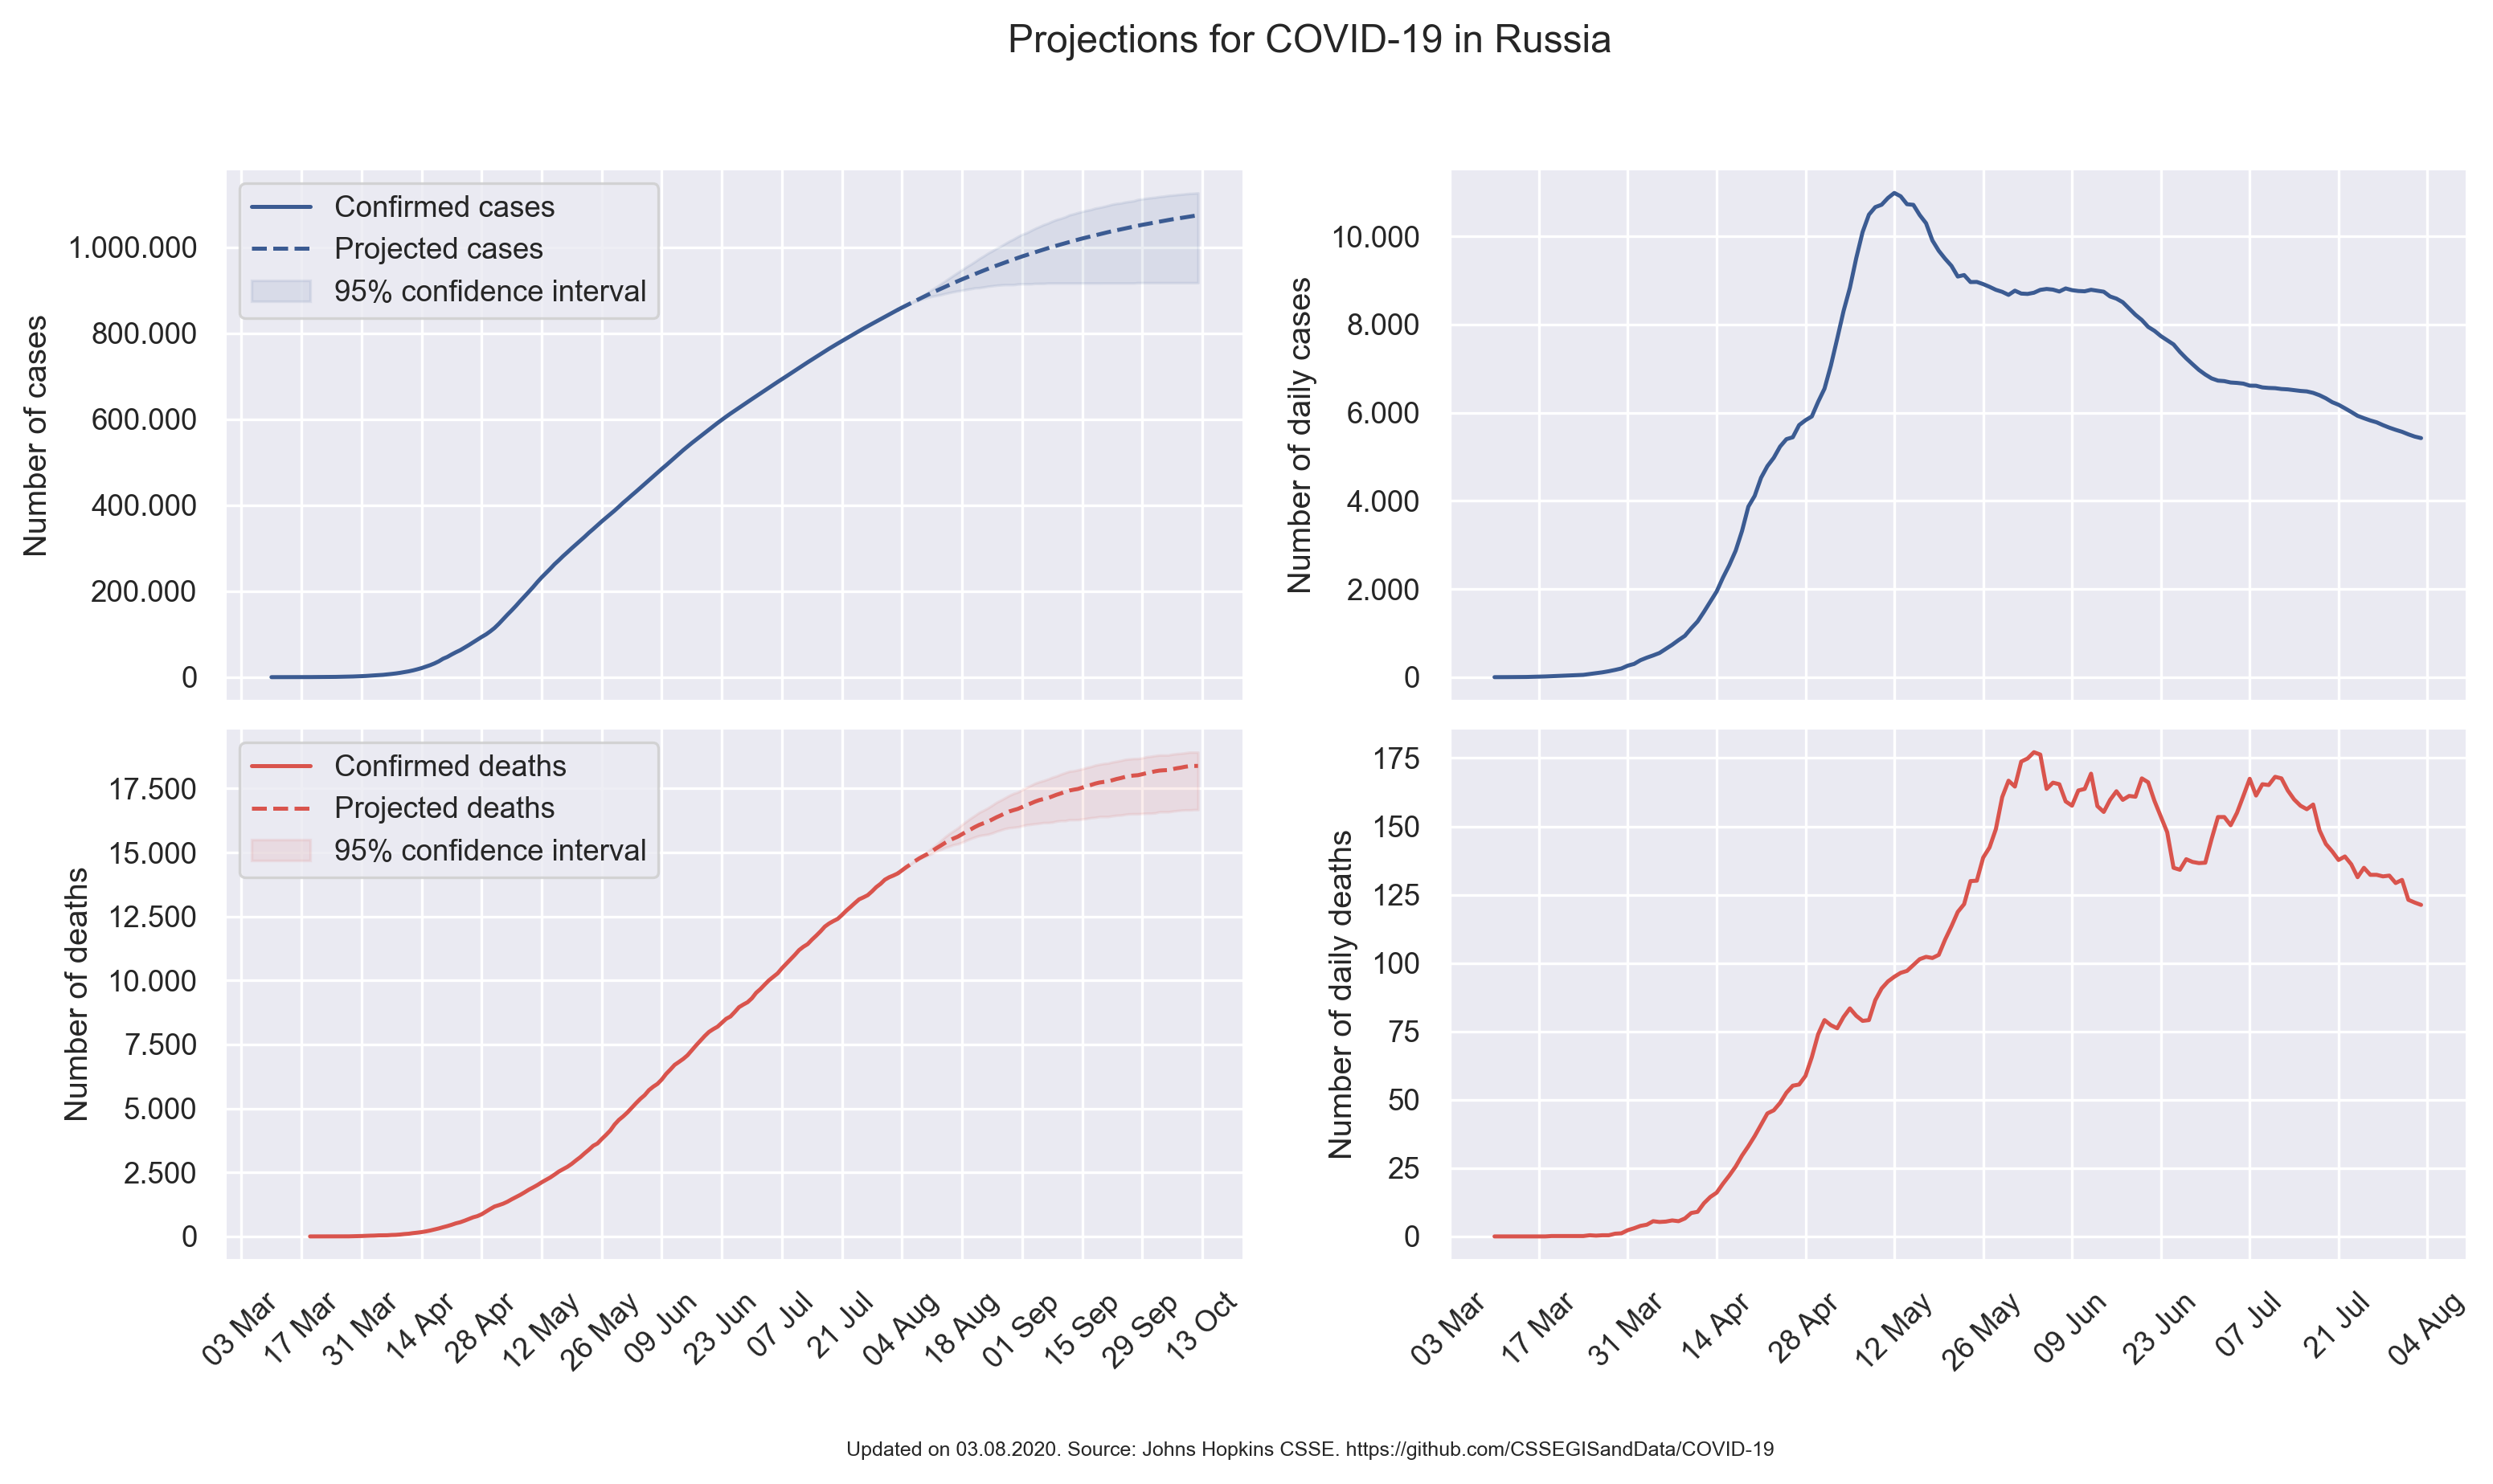 Projections for COVID-19 in Russia
Confirmed cases
Projected cases
95% confidence interval
Number of cases
1.000.000
800.000
600.000
400.000
200.000
0
Number of daily cases
10.000
8.000
6.000
4.000
2.000
0
Confirmed deaths
Projected deaths
95% confidence interval
Number of deaths
17.500
15.000
12.500
10.000
7.500
5.000
2.500
0
03 Mar
17 Mar
31 Mar
14 Apr
28 Apr
12 May
26 May
09 Jun
23 Jun
07 Jul
21 Jul
04 Aug
18 Aug
01 Sep
15 Sep
29 Sep
13 Oct
Number of daily deaths
175
150
125
100
75
50
25
0
03 Mar
17 Mar
31 Mar
14 Apr
28 Apr
12 May
26 May
09 Jun
23 Jun
07 Jul
21 Jul
04 Aug
Updated on 03.08.2020. Source: Johns Hopkins CSSE. https://github.com/CSSEGISandData/COVID-19